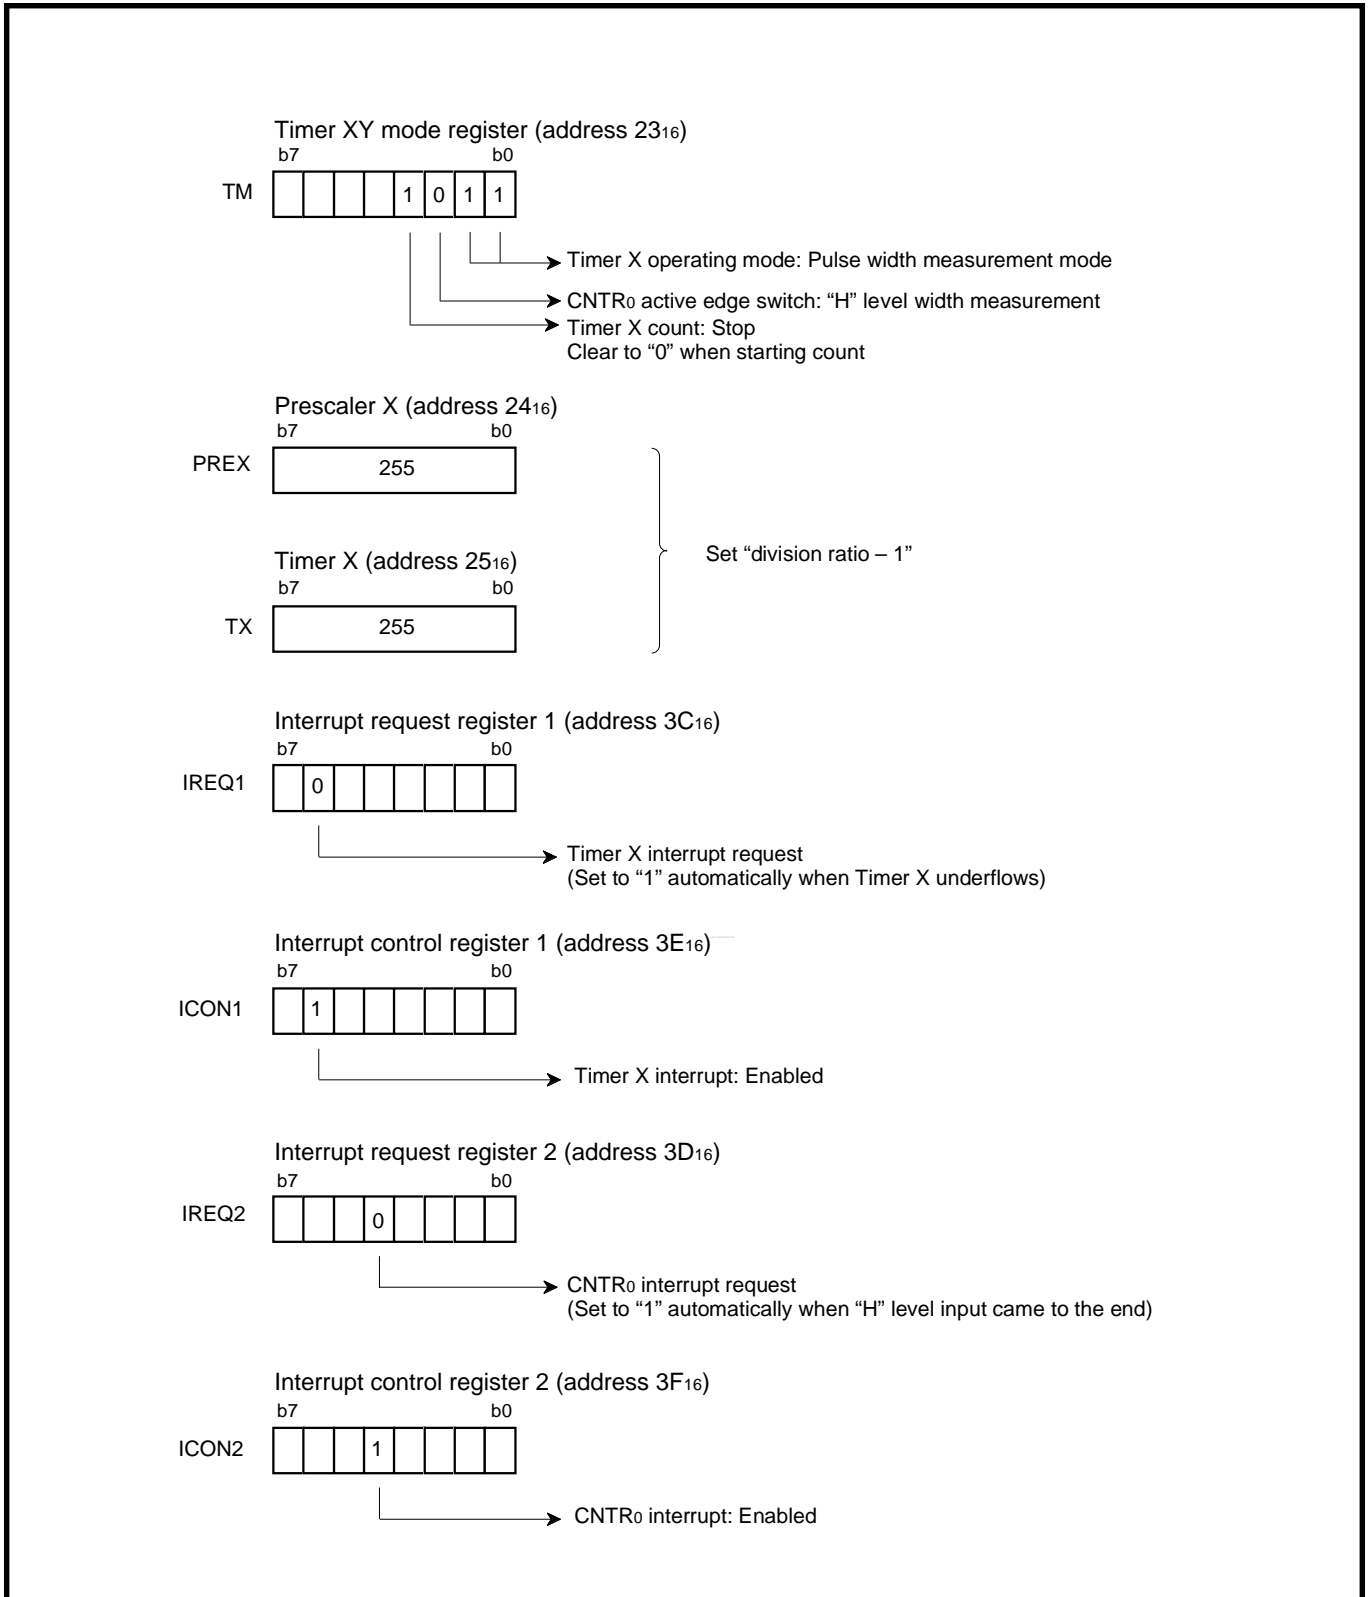 Timer XY mode register (address 2316)
b7 b0
TM 1 0 1 1
Timer X operating mode: Pulse width measurement mode
CNTR0 active edge switch: “H” level width measurement
Timer X count: Stop
Clear to “0” when starting count
Prescaler X (address 2416)
b7 b0
PREX 255
Set “division ratio – 1”
Timer X (address 2516)
b7 b0
TX 255
Interrupt request register 1 (address 3C16)
b7 b0
IREQ1 0
Timer X interrupt request
(Set to “1” automatically when Timer X underflows)
Interrupt control register 1 (address 3E16)
b7 b0
ICON1 1
Timer X interrupt: Enabled
Interrupt request register 2 (address 3D16)
b7 b0
IREQ2 0
CNTR0 interrupt request
(Set to “1” automatically when “H” level input came to the end)
Interrupt control register 2 (address 3F16)
b7 b0
ICON2 1
CNTR0 interrupt: Enabled